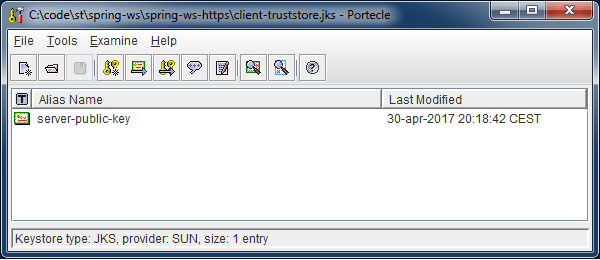 C:\code\st\spring-ws\spring-ws-https\client-truststore.jks - Portecle
File Tools Examine Help
T Alias Name Last Modified
server-public-key 30-apr-2017 20:18:42 CEST
Keystore type: JKS, provider: SUN, size: 1 entry